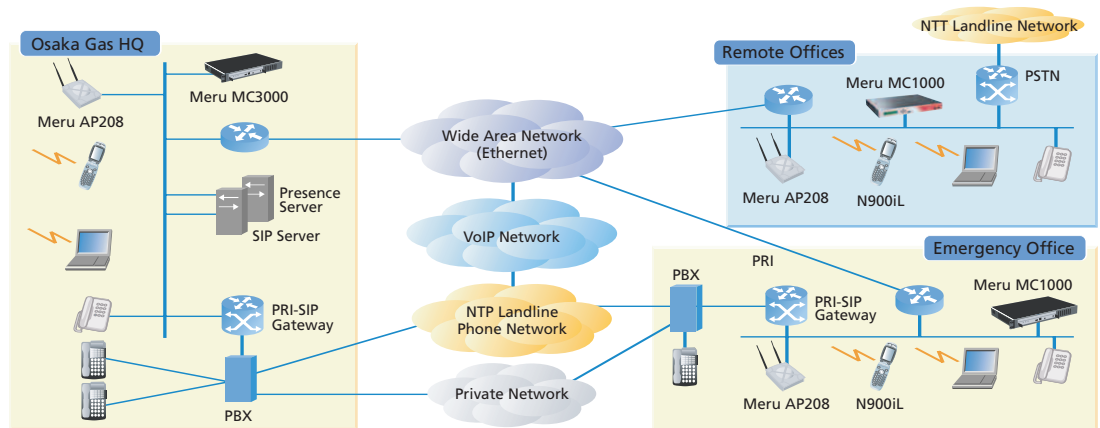 Osaka Gas HQ
Meru MC3000
Meru AP208
Presence
Server
SIP Server
PRI-SIP
Gateway
PBX
Wide Area Network
(Ethernet)
VoIP Network
NTP Landline
Phone Network
Private Network
NTT Landline Network
Remote Offices
PSTN
Meru MC1000
Meru AP208
N900iL
Emergency Office
PRI
PBX
PRI-SIP
Gateway
Meru MC1000
Meru AP208
N900iL